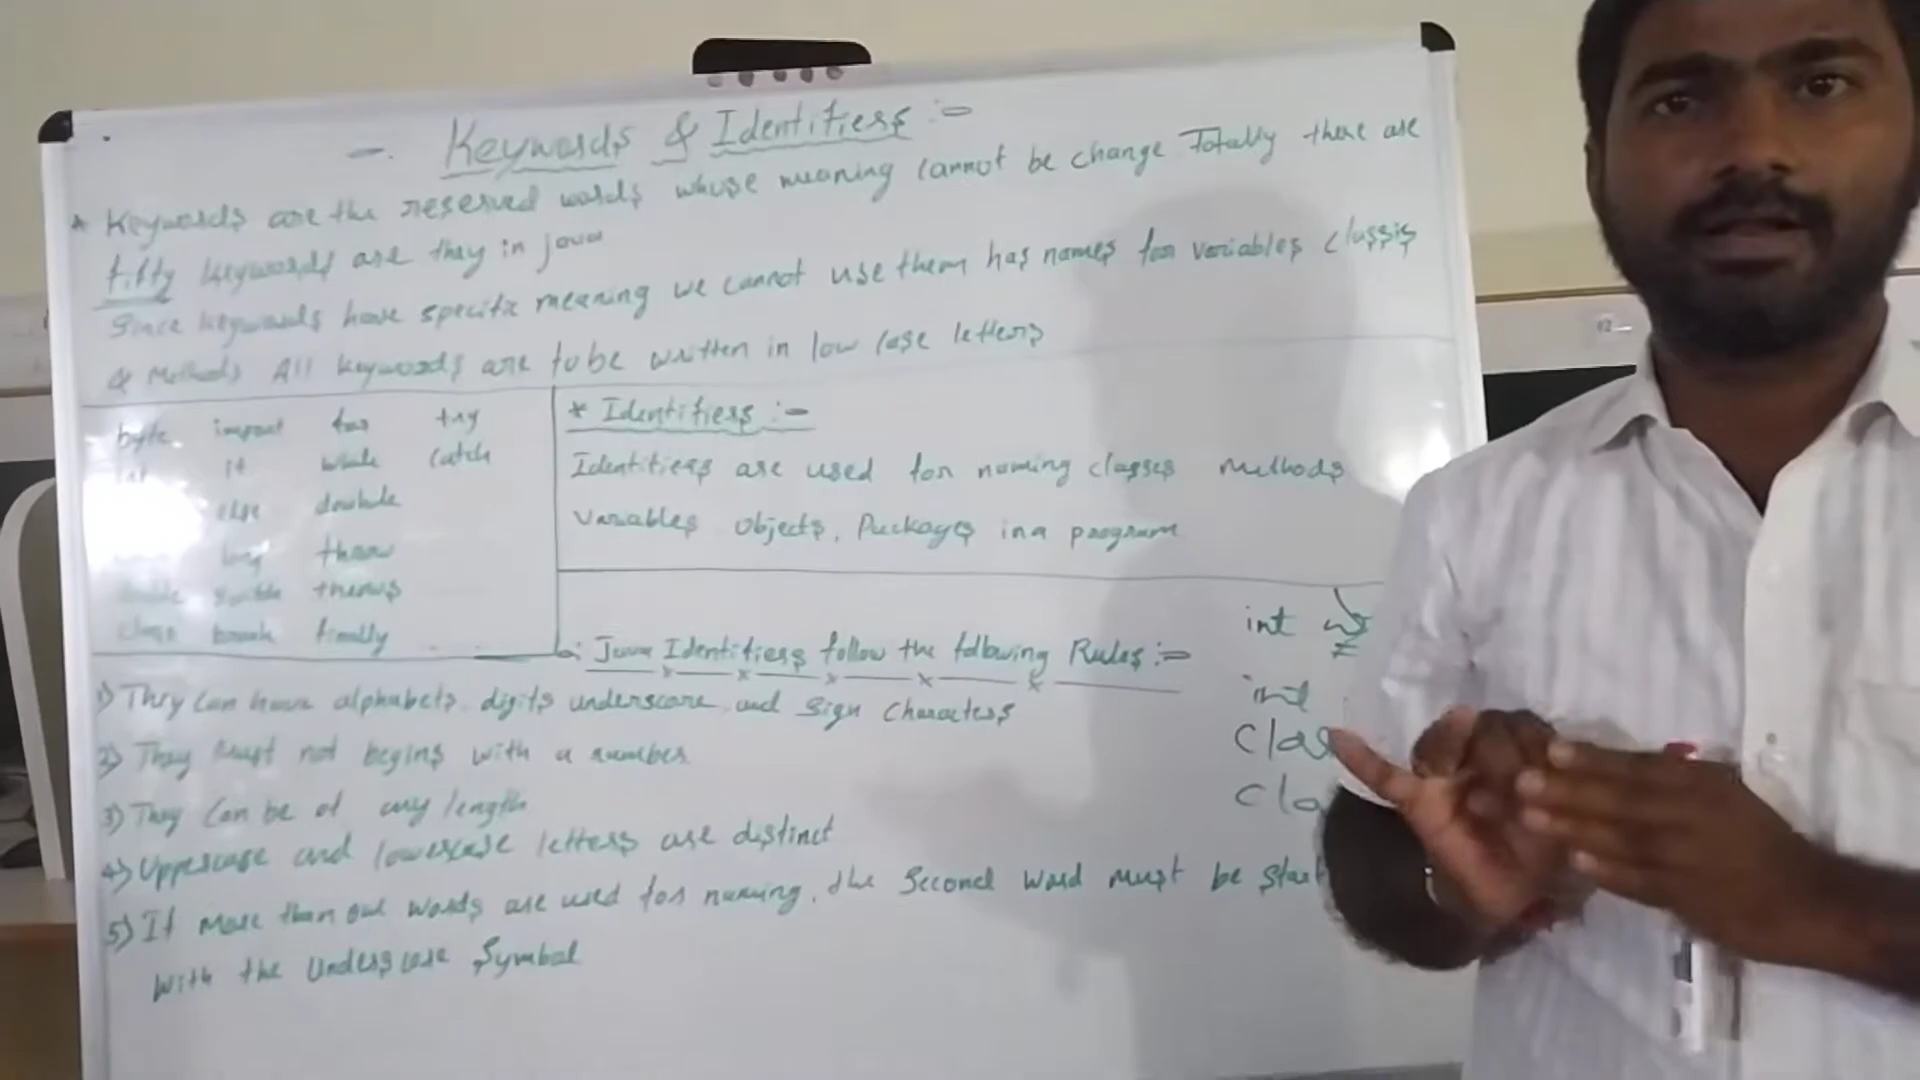 Keywords & Identifiers :-
* Keywords are the reserved words whose meaning cannot be change Totally there are
fifty keywords are they in java
Since keywords have specific meaning we cannot use them has names for variables classis
& Methods All keywords are to be written in low case letters
byte import for try
int if while catch
else dowhile
long throw
double switch throws
class break finally
* Identifiers :-
Identifiers are used for naming classes methods
Variables objects, Packages in a program
Java Identifiers follow the following Rules :-
1) They can have alphabets, digits underscore and Sign Characters
2) They Must not begins with a number
3) They can be of any length
4) Uppercase and lowercase letters are distinct
5) If more than one words are used for naming, the Second word must be start
with the Underscore Symbol
int
int
clas
cla